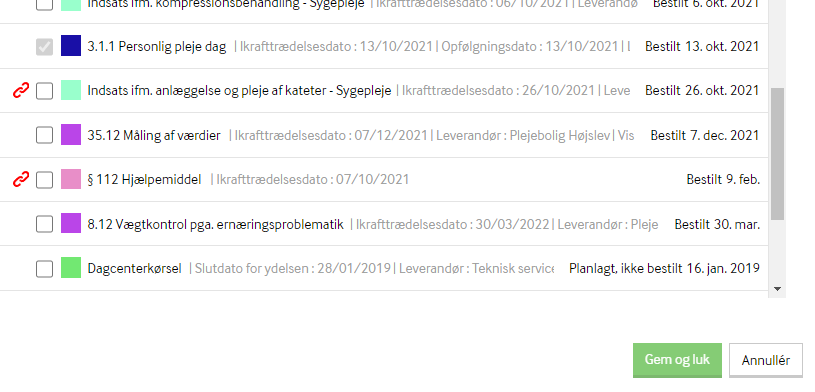 Indsats ifm. kompressionsbehandling - Sygepleje | Ikrafttrædelsesdato : 06/10/2021 | Leverandø Bestilt 6. okt. 2021
3.1.1 Personlig pleje dag | Ikrafttrædelsesdato : 13/10/2021 | Opfølgningsdato : 13/10/2021 | I Bestilt 13. okt. 2021
Indsats ifm. anlæggelse og pleje af kateter - Sygepleje | Ikrafttrædelsesdato : 26/10/2021 | Leve Bestilt 26. okt. 2021
35.12 Måling af værdier | Ikrafttrædelsesdato : 07/12/2021 | Leverandør : Plejebolig Højslev | Vis Bestilt 7. dec. 2021
§ 112 Hjælpemiddel | Ikrafttrædelsesdato : 07/10/2021 Bestilt 9. feb.
8.12 Vægtkontrol pga. ernæringsproblematik | Ikrafttrædelsesdato : 30/03/2022 | Leverandør : Pleje Bestilt 30. mar.
Dagcenterkørsel | Slutdato for ydelsen : 28/01/2019 | Leverandør : Teknisk service Planlagt, ikke bestilt 16. jan. 2019
Gem og luk Annullér